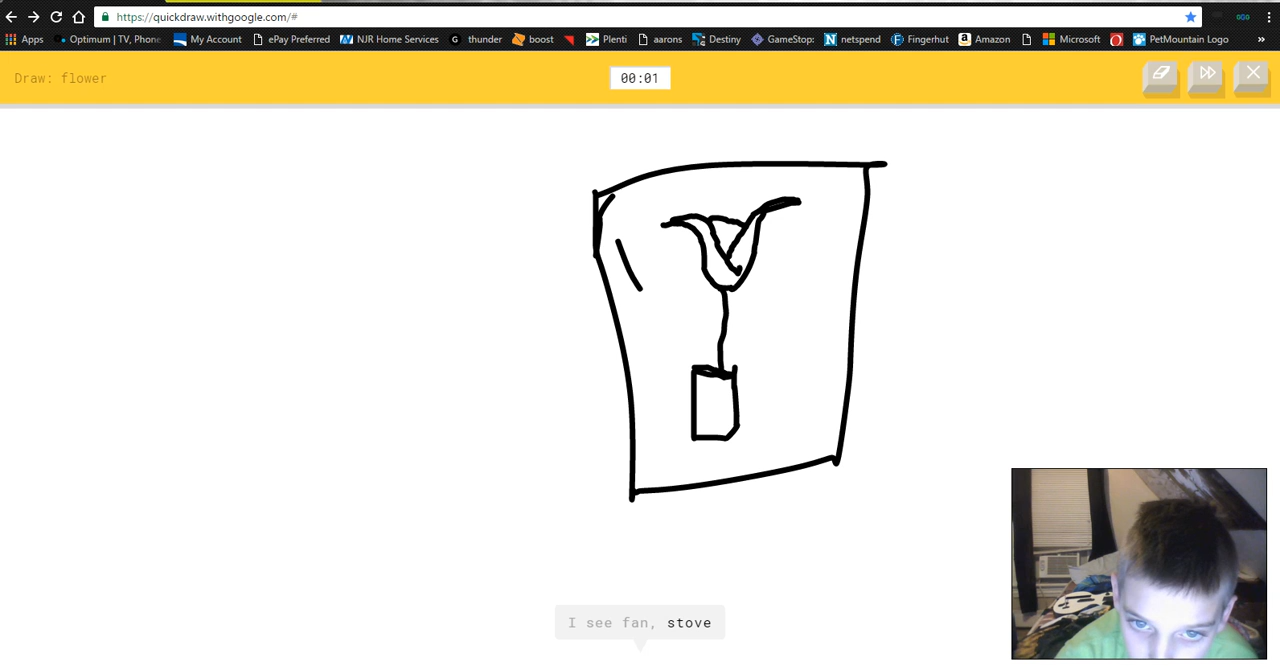 https://quickdraw.withgoogle.com/#
Apps Optimum | TV, Phone My Account ePay Preferred NJR Home Services thunder boost Plenti aarons Destiny GameStop: netspend Fingerhut Amazon Microsoft PetMountain Logo »
Draw: flower
00:01
I see fan, stove